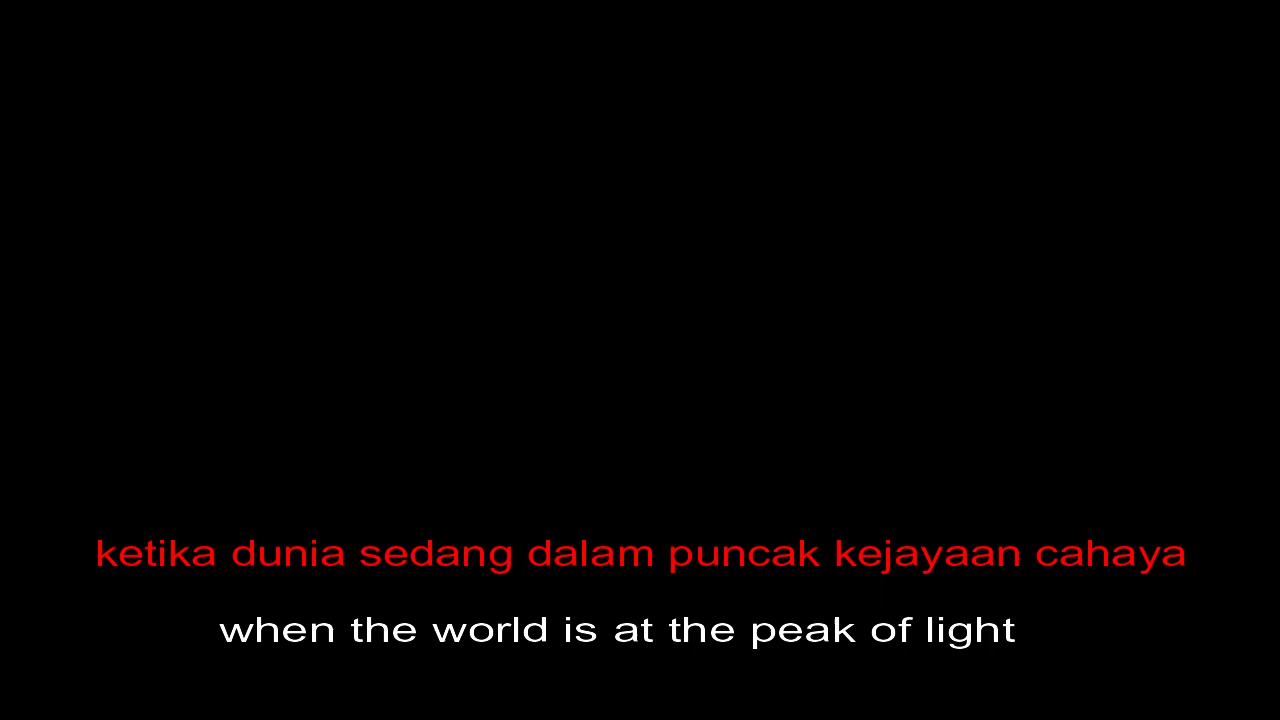 ketika dunia sedang dalam puncak kejayaan cahaya
when the world is at the peak of light